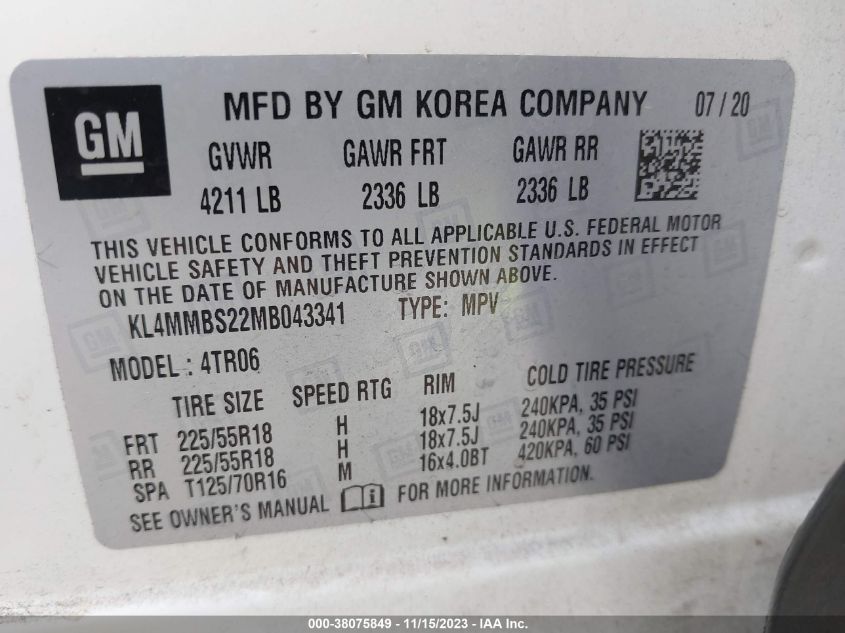 GM
MFD BY GM KOREA COMPANY 07 / 20
GVWR GAWR FRT GAWR RR
4211 LB 2336 LB 2336 LB
THIS VEHICLE CONFORMS TO ALL APPLICABLE U.S. FEDERAL MOTOR
VEHICLE SAFETY AND THEFT PREVENTION STANDARDS IN EFFECT
ON THE DATE OF MANUFACTURE SHOWN ABOVE.
KL4MMBS22MB043341 TYPE: MPV
MODEL : 4TR06
TIRE SIZE SPEED RTG RIM COLD TIRE PRESSURE
FRT 225/55R18 H 18x7.5J 240KPA, 35 PSI
RR 225/55R18 H 18x7.5J 240KPA, 35 PSI
SPA T125/70R16 M 16x4.0BT 420KPA, 60 PSI
SEE OWNER'S MANUAL i FOR MORE INFORMATION.
000-38075849 - 11/15/2023 - IAA Inc.